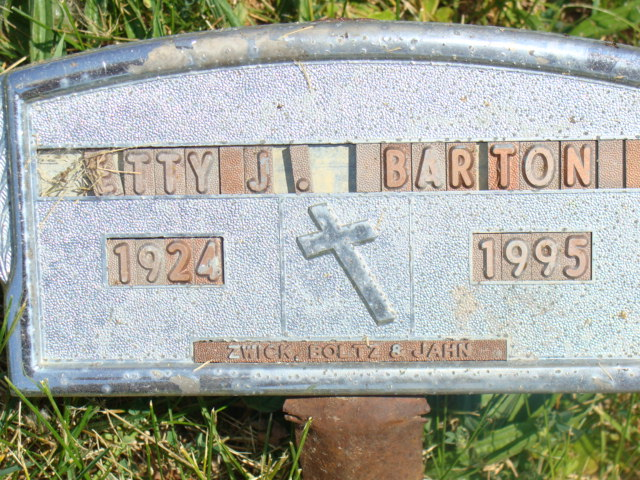 ETTY J. BARTON
1924 1995
ZWICK, BOLTZ & JAHN